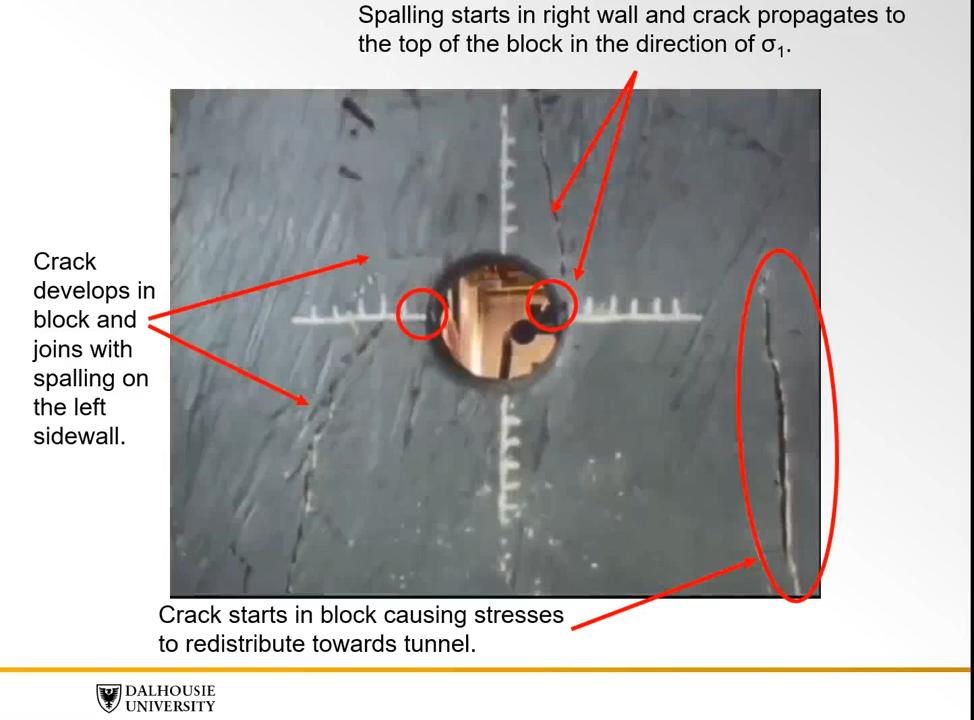 Spalling starts in right wall and crack propagates to
the top of the block in the direction of σ₁.
Crack
develops in
block and
joins with
spalling on
the left
sidewall.
Crack starts in block causing stresses
to redistribute towards tunnel.
DALHOUSIE
UNIVERSITY